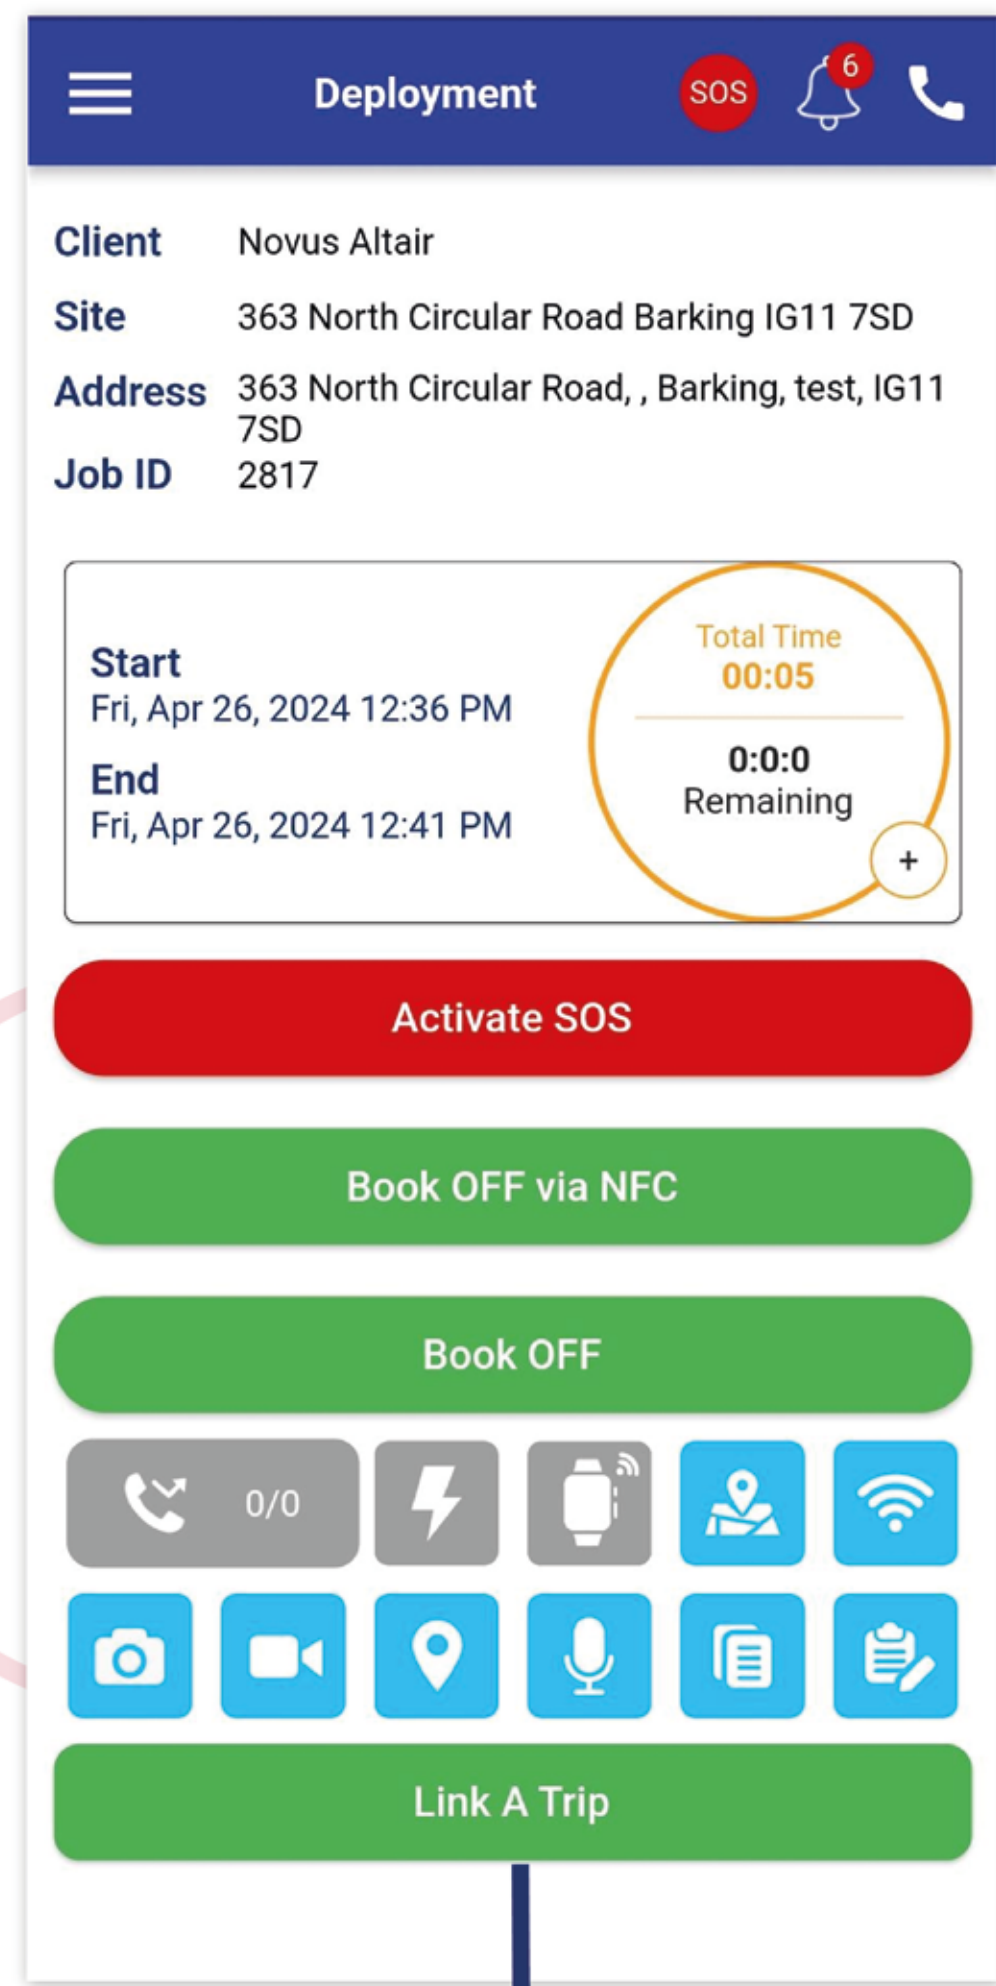 Deployment
SOS
6
Client Novus Altair
Site 363 North Circular Road Barking IG11 7SD
Address 363 North Circular Road, , Barking, test, IG11
7SD
Job ID 2817
Start
Fri, Apr 26, 2024 12:36 PM
End
Fri, Apr 26, 2024 12:41 PM
Total Time
00:05
0:0:0
Remaining
+
Activate SOS
Book OFF via NFC
Book OFF
0/0
Link A Trip